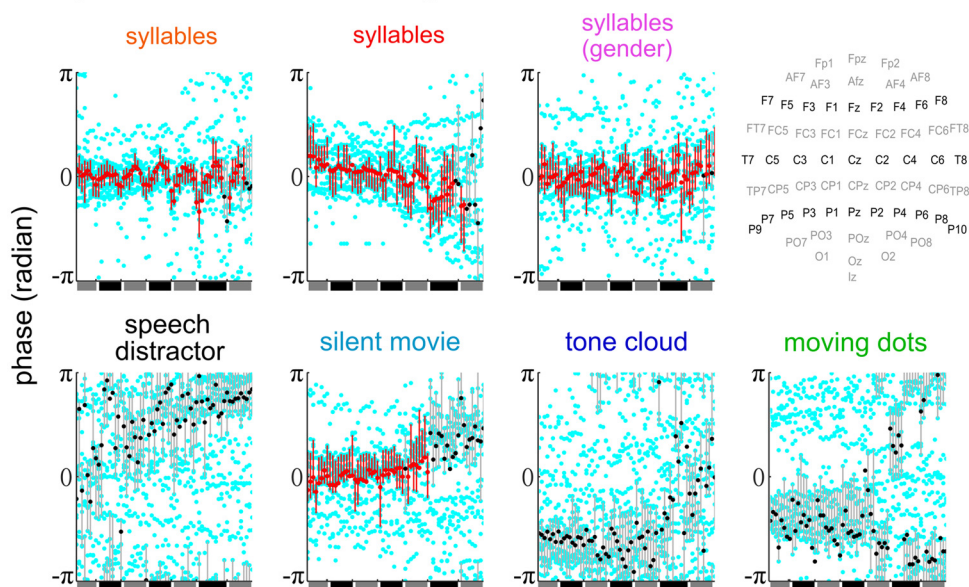 syllables
syllables
syllables
(gender)
phase (radian)
π
0
-π
π
0
-π
π
0
-π
Fp1 Fpz Fp2
AF7 AF3 Afz AF4 AF8
F7 F5 F3 F1 Fz F2 F4 F6 F8
FT7 FC5 FC3 FC1 FCz FC2 FC4 FC6 FT8
T7 C5 C3 C1 Cz C2 C4 C6 T8
TP7 CP5 CP3 CP1 CPz CP2 CP4 CP6 TP8
P9 P7 P5 P3 P1 Pz P2 P4 P6 P8 P10
PO7 PO3 POz PO4 PO8
O1 Oz O2
Iz
speech
distractor
silent movie
tone cloud
moving dots
π
0
-π
π
0
-π
π
0
-π
π
0
-π